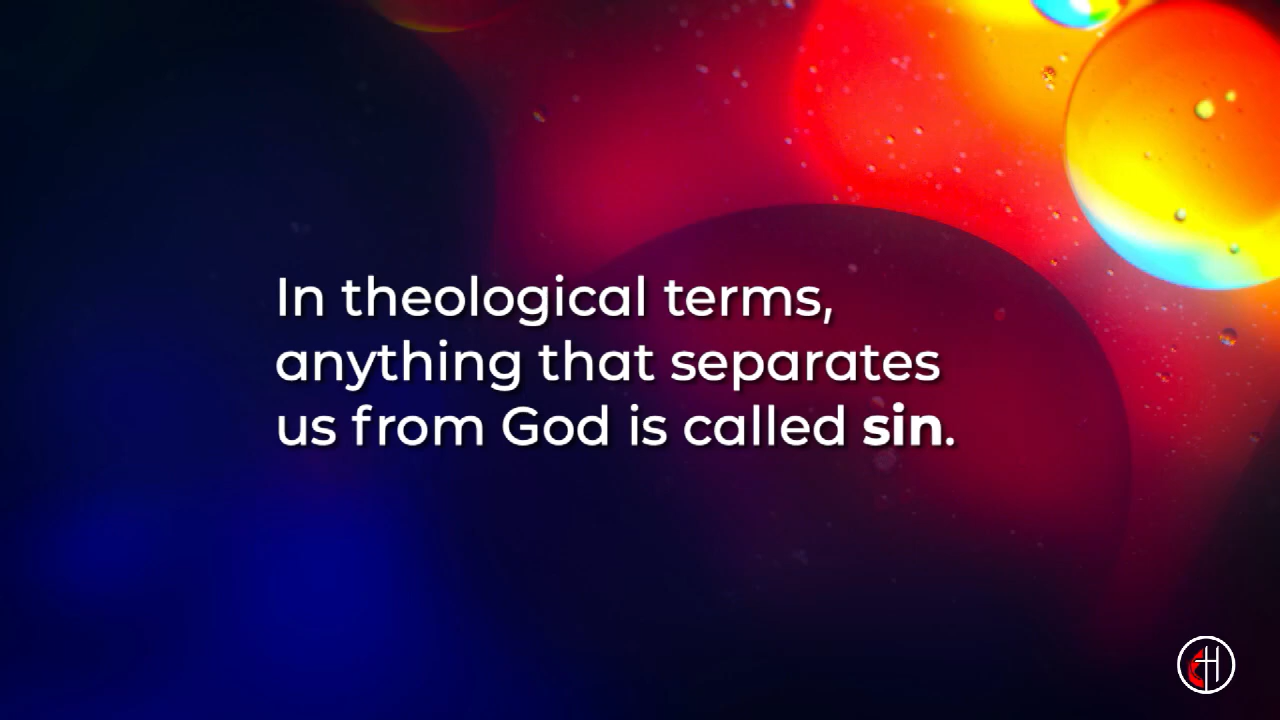 In theological terms,
anything that separates
us from God is called sin.